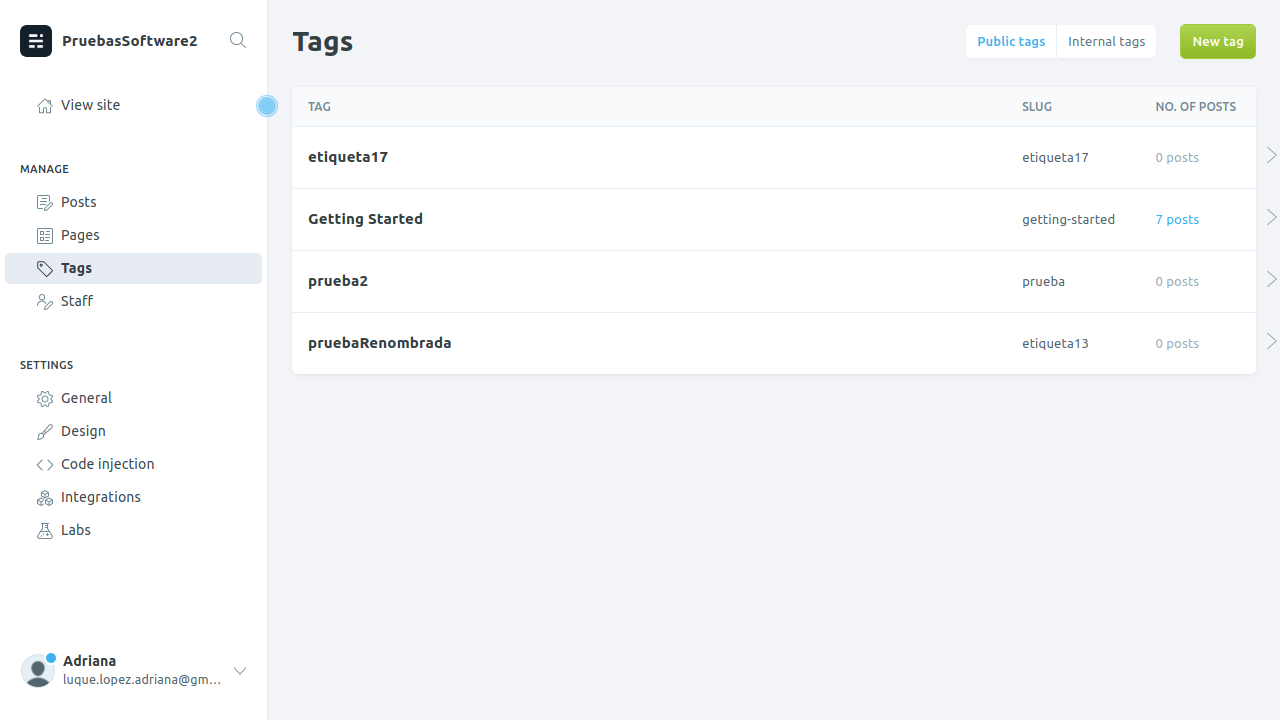 PruebasSoftware2
View site
MANAGE
Posts
Pages
Tags
Staff
SETTINGS
General
Design
Code injection
Integrations
Labs
Adriana
luque.lopez.adriana@gm...
Tags
Public tags Internal tags New tag
TAG SLUG NO. OF POSTS
etiqueta17 etiqueta17 0 posts
Getting Started getting-started 7 posts
prueba2 prueba 0 posts
pruebaRenombrada etiqueta13 0 posts